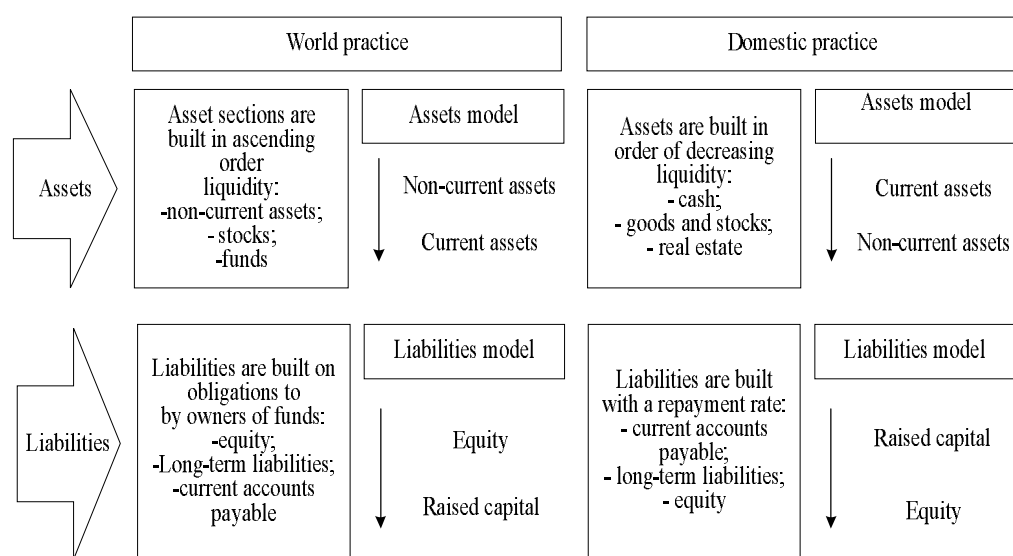 World practice
Domestic practice
Assets
Asset sections are
built in ascending
order
liquidity:
-non-current assets;
- stocks;
-funds
Assets model
Non-current assets
Current assets
Assets are built in
order of decreasing
liquidity:
- cash;
- goods and stocks;
- real estate
Assets model
Current assets
Non-current assets
Liabilities
Liabilities are built on
obligations to
by owners of funds:
-equity;
-Long-term liabilities;
-current accounts
payable
Liabilities model
Equity
Raised capital
Liabilities are built
with a repayment rate:
- current accounts
payable;
- long-term liabilities;
- equity
Liabilities model
Raised capital
Equity